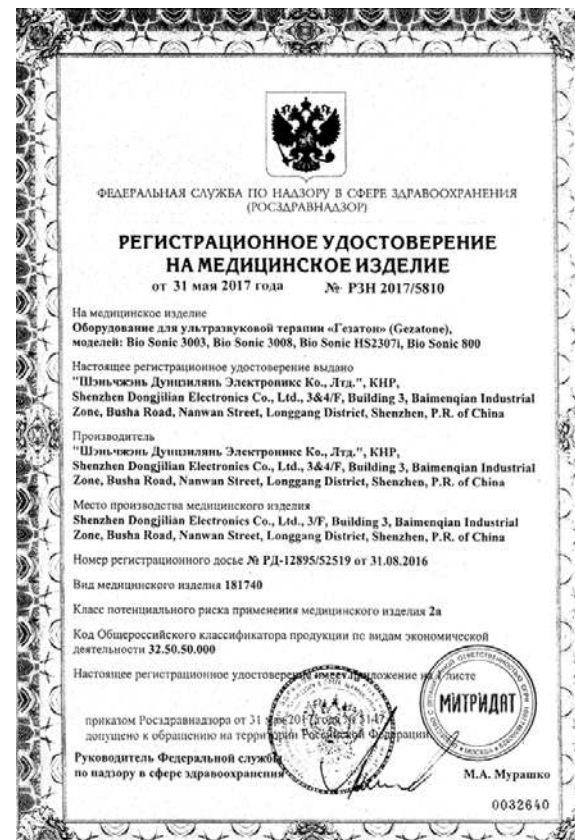 ФЕДЕРАЛЬНАЯ СЛУЖБА ПО НАДЗОРУ В СФЕРЕ ЗДРАВООХРАНЕНИЯ
(РОСЗДРАВНАДЗОР)
РЕГИСТРАЦИОННОЕ УДОСТОВЕРЕНИЕ
НА МЕДИЦИНСКОЕ ИЗДЕЛИЕ
от 31 мая 2017 года № РЗН 2017/5810
На медицинское изделие
Оборудование для ультразвуковой терапии «Гезатон» (Gezatone),
моделей: Bio Sonic 3003, Bio Sonic 3008, Bio Sonic HS2307i, Bio Sonic 800
Настоящее регистрационное удостоверение выдано
"Шэньчжэнь Дунцзилянь Электроникс Ко., Лтд.", КНР,
Shenzhen Dongjilian Electronics Co., Ltd., 3&4/F, Building 3, Baimenqian Industrial
Zone, Busha Road, Nanwan Street, Longgang District, Shenzhen, P.R. of China
Производитель
"Шэньчжэнь Дунцзилянь Электроникс Ко., Лтд.", КНР,
Shenzhen Dongjilian Electronics Co., Ltd., 3&4/F, Building 3, Baimenqian Industrial
Zone, Busha Road, Nanwan Street, Longgang District, Shenzhen, P.R. of China
Место производства медицинского изделия
Shenzhen Dongjilian Electronics Co., Ltd., 3/F, Building 3, Baimenqian Industrial
Zone, Busha Road, Nanwan Street, Longgang District, Shenzhen, P.R. of China
Номер регистрационного досье № РД-12895/52519 от 31.08.2016
Вид медицинского изделия 181740
Класс потенциального риска применения медицинского изделия 2а
Код Общероссийского классификатора продукции по видам экономической
деятельности 32.50.50.000
Настоящее регистрационное удостоверение имеет приложение на 1 листе
МИТРИДАТ
приказом Росздравнадзора от 31 мая 2017 года №
допущено к обращению на территории Российской Федерации
Руководитель Федеральной службы
по надзору в сфере здравоохранения М.А. Мурашко
0032640